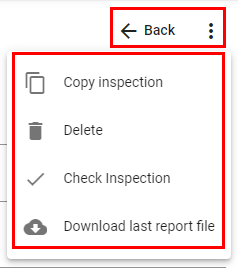 Back
Copy inspection
Delete
Check Inspection
Download last report file